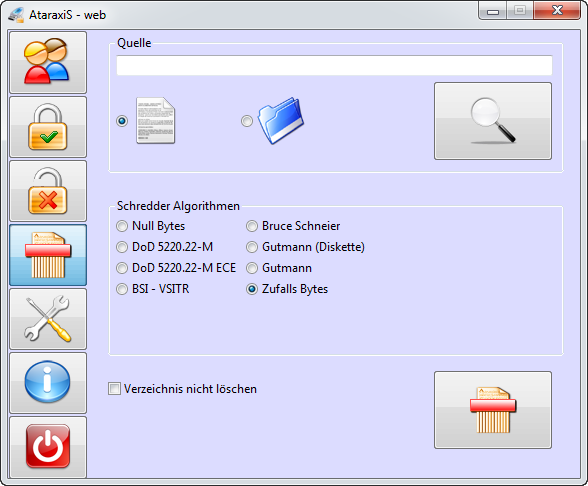 AtaraxiS - web
Quelle
Schredder Algorithmen
Null Bytes
DoD 5220.22-M
DoD 5220.22-M ECE
BSI - VSITR
Bruce Schneier
Gutmann (Diskette)
Gutmann
Zufalls Bytes
Verzeichnis nicht löschen